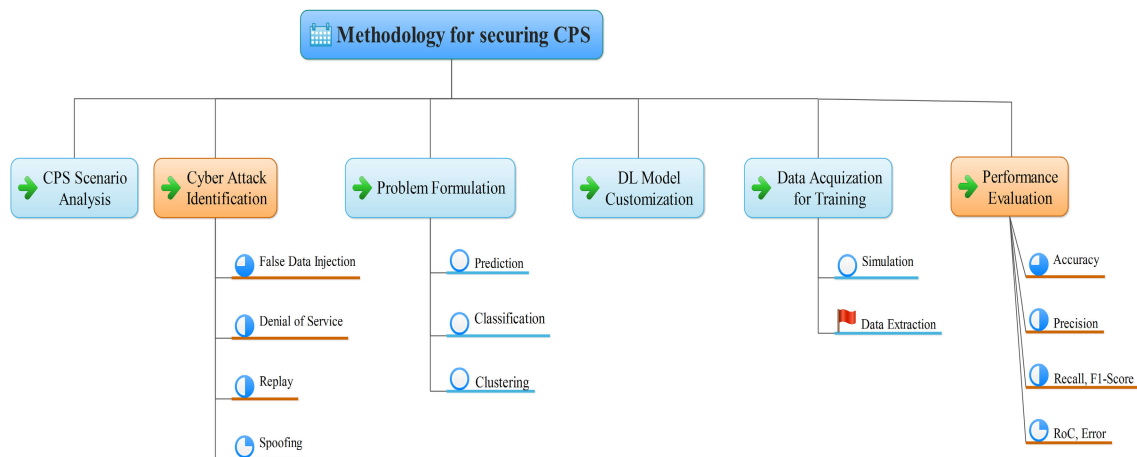 Methodology for securing CPS
CPS Scenario
Analysis
Cyber Attack
Identification
Problem Formulation
DL Model
Customization
Data Acquization
for Training
Performance
Evaluation
False Data Injection
Denial of Service
Replay
Spoofing
Prediction
Classification
Clustering
Simulation
Data Extraction
Accuracy
Precision
Recall, F1-Score
RoC, Error